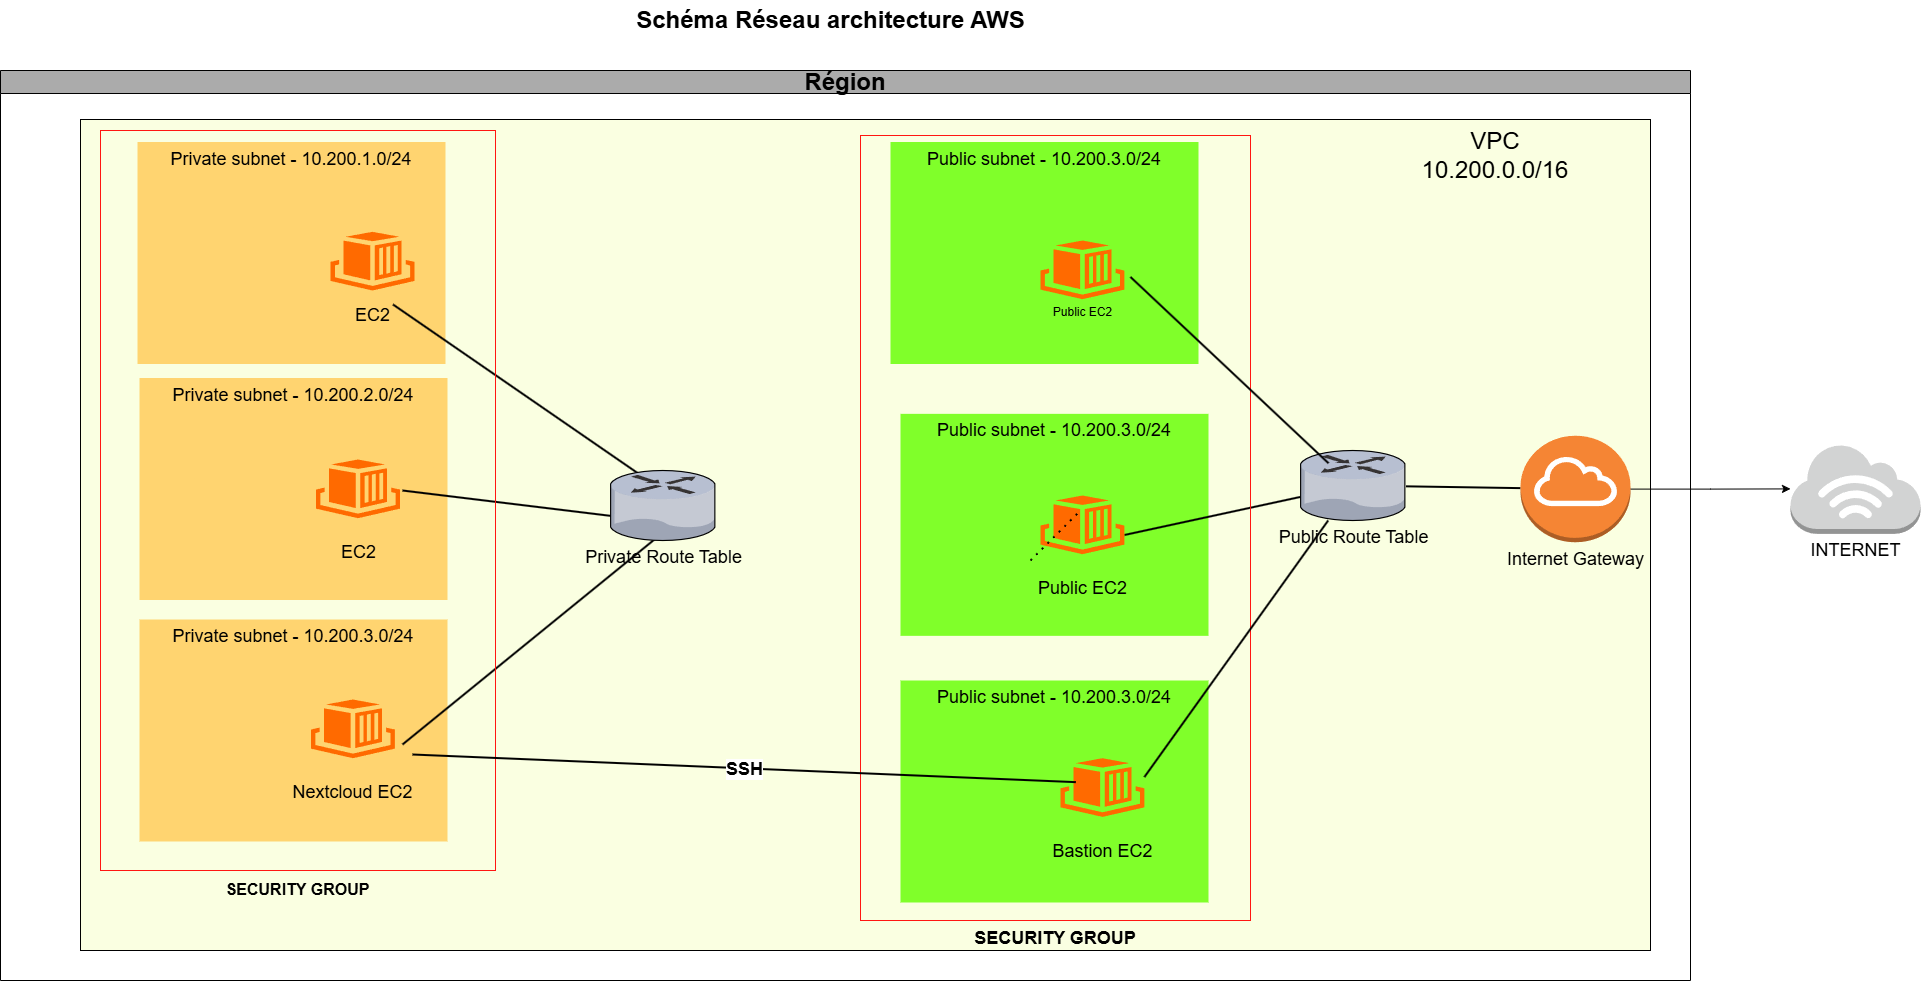 Schéma Réseau architecture AWS
Région
VPC
10.200.0.0/16
Private subnet - 10.200.1.0/24
EC2
Private subnet - 10.200.2.0/24
EC2
Private subnet - 10.200.3.0/24
Nextcloud EC2
SECURITY GROUP
Private Route Table
SSH
Public subnet - 10.200.3.0/24
Public EC2
Public subnet - 10.200.3.0/24
Public EC2
Public subnet - 10.200.3.0/24
Bastion EC2
SECURITY GROUP
Public Route Table
Internet Gateway
INTERNET